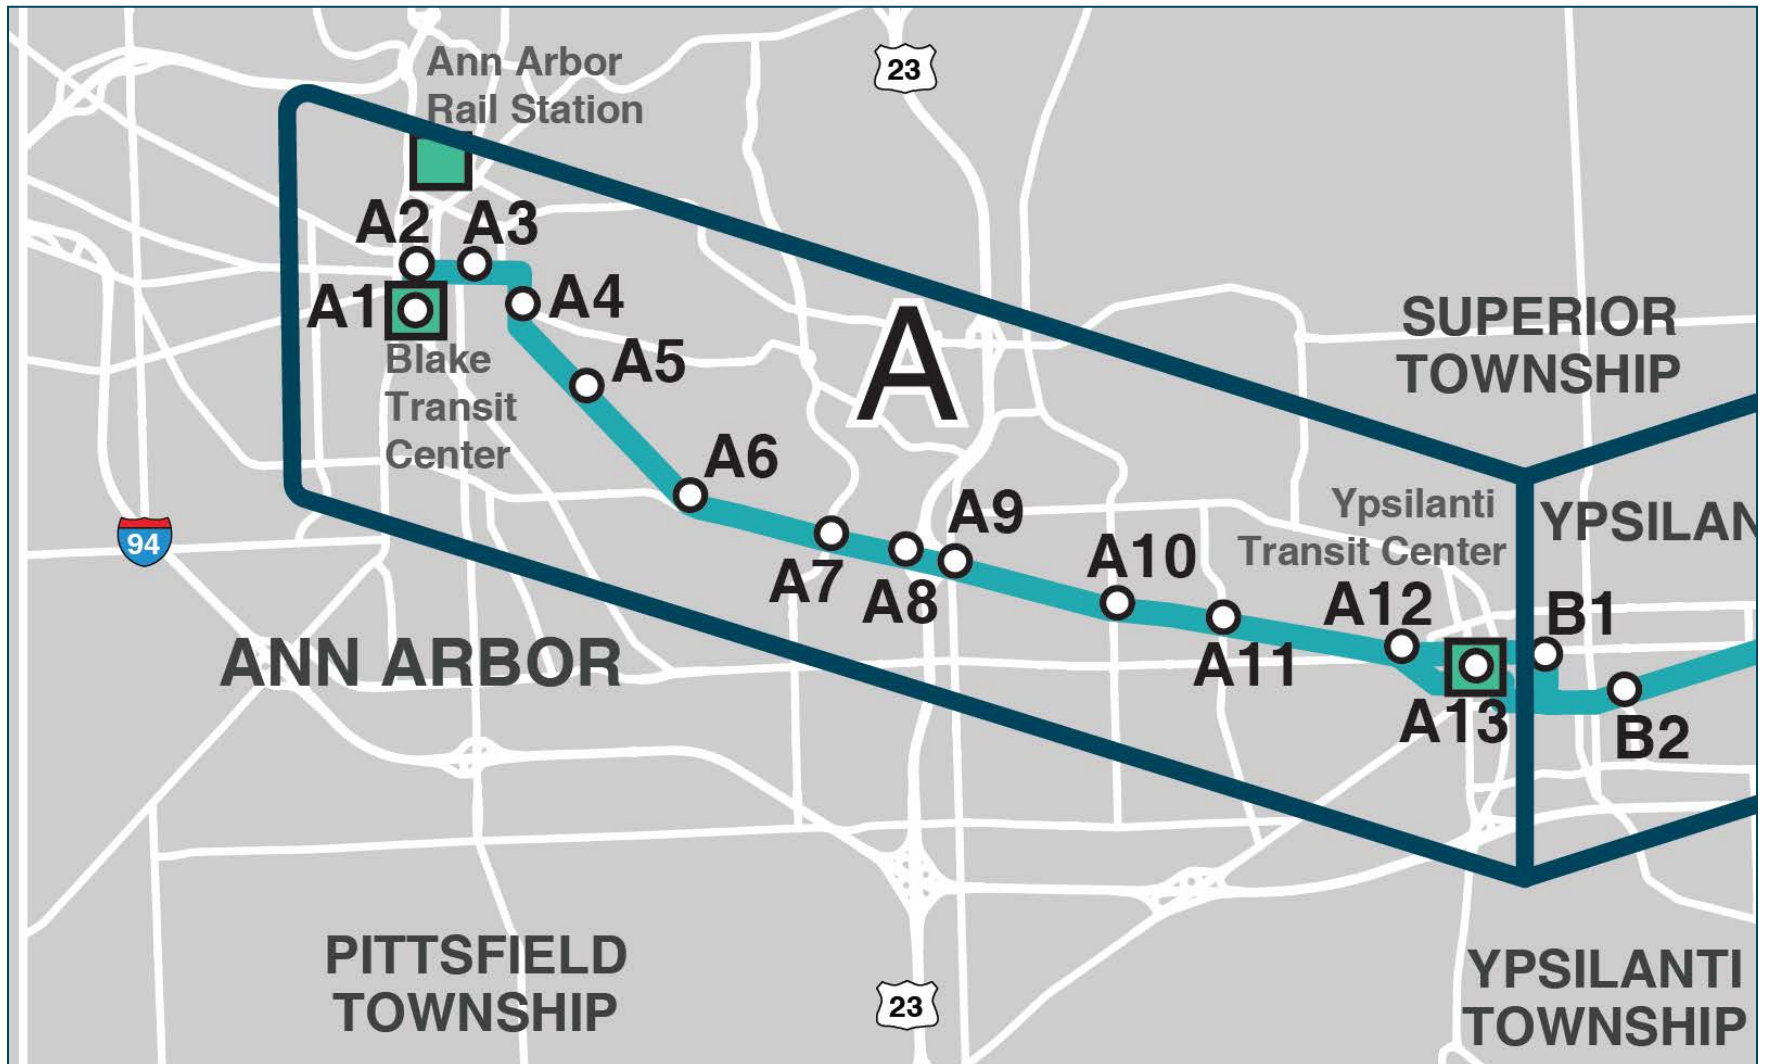 23
Ann Arbor
Rail Station
A2
A3
A1
A4
Blake
Transit
Center
A5
A
SUPERIOR
TOWNSHIP
A6
94
A9
Ypsilanti
Transit Center
YPSILAN
A7
A8
A10
A12
B1
ANN ARBOR
A11
A13
B2
PITTSFIELD
TOWNSHIP
23
YPSILANTI
TOWNSHIP